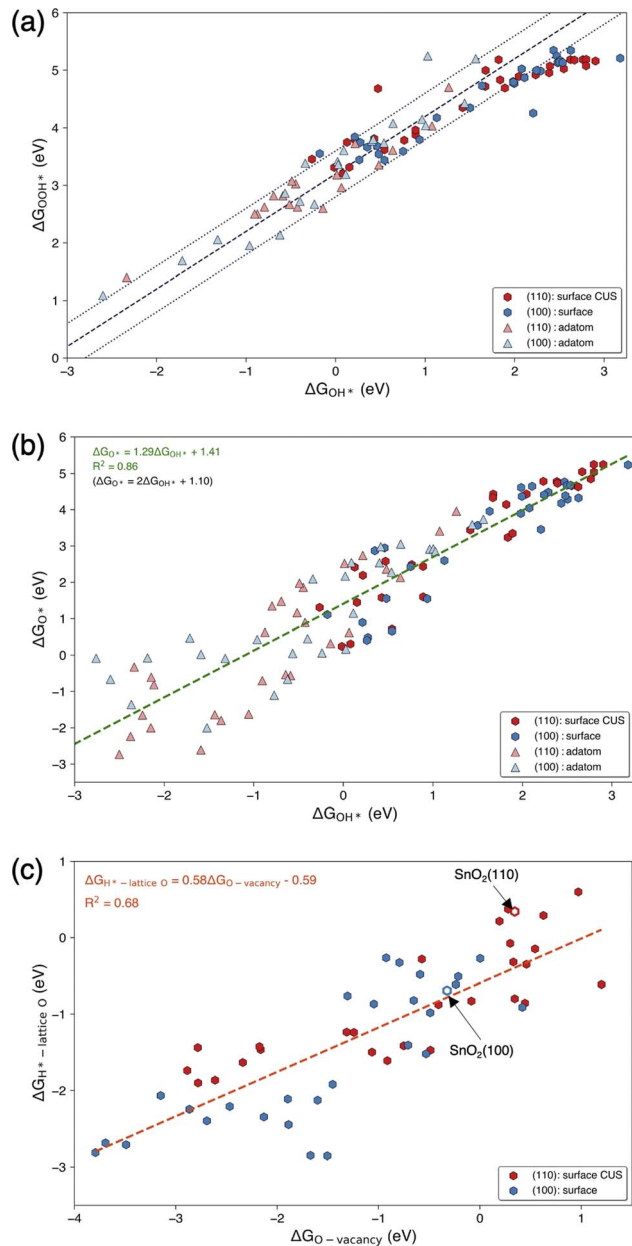 (a)
6
5
4
3
2
1
0
ΔG_OOH* (eV)
(110): surface CUS
(100): surface
(110) : adatom
(100) : adatom
-3 -2 -1 0 1 2 3
ΔG_OH* (eV)
(b)
ΔG_O* = 1.29ΔG_OH* + 1.41
R² = 0.86
(ΔG_O* = 2ΔG_OH* + 1.10)
6
5
4
3
2
1
0
-1
-2
-3
ΔG_O* (eV)
(110): surface CUS
(100): surface
(110) : adatom
(100) : adatom
-3 -2 -1 0 1 2 3
ΔG_OH* (eV)
(c)
ΔG_H* − lattice O = 0.58ΔG_O−vacancy - 0.59
R² = 0.68
SnO₂(110)
SnO₂(100)
1
0
-1
-2
-3
ΔG_H* − lattice O (eV)
(110): surface CUS
(100): surface
-4 -3 -2 -1 0 1
ΔG_O−vacancy (eV)